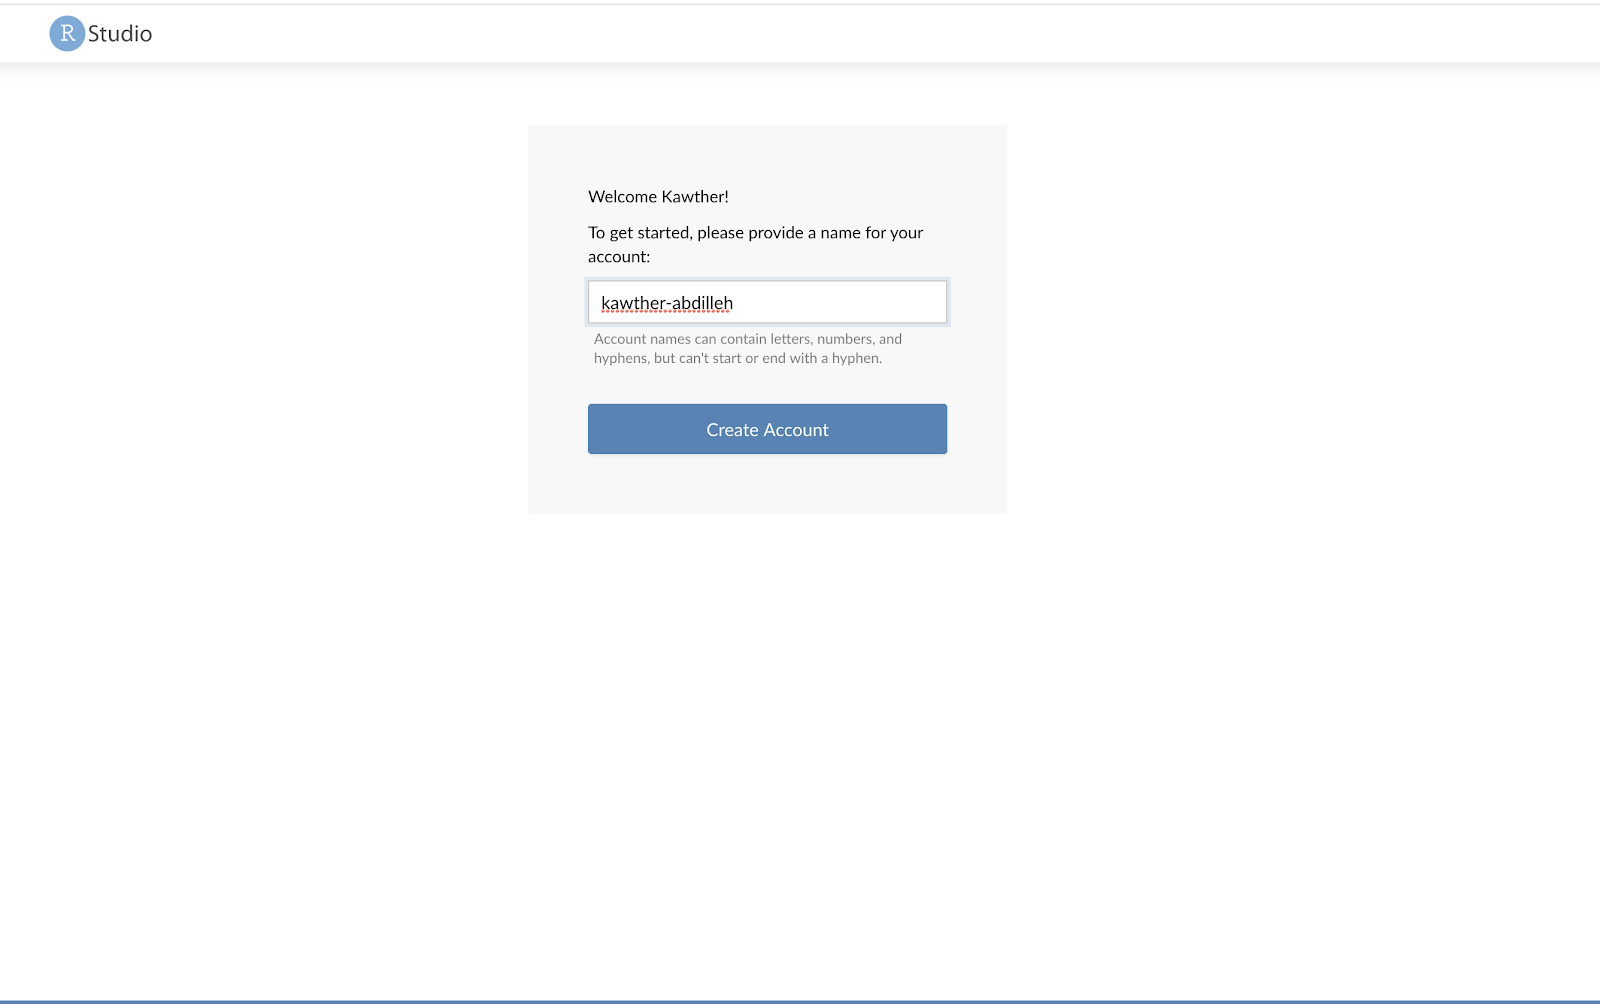 R Studio
Welcome Kawther!
To get started, please provide a name for your
account:
kawther-abdilleh
Account names can contain letters, numbers, and
hyphens, but can't start or end with a hyphen.
Create Account